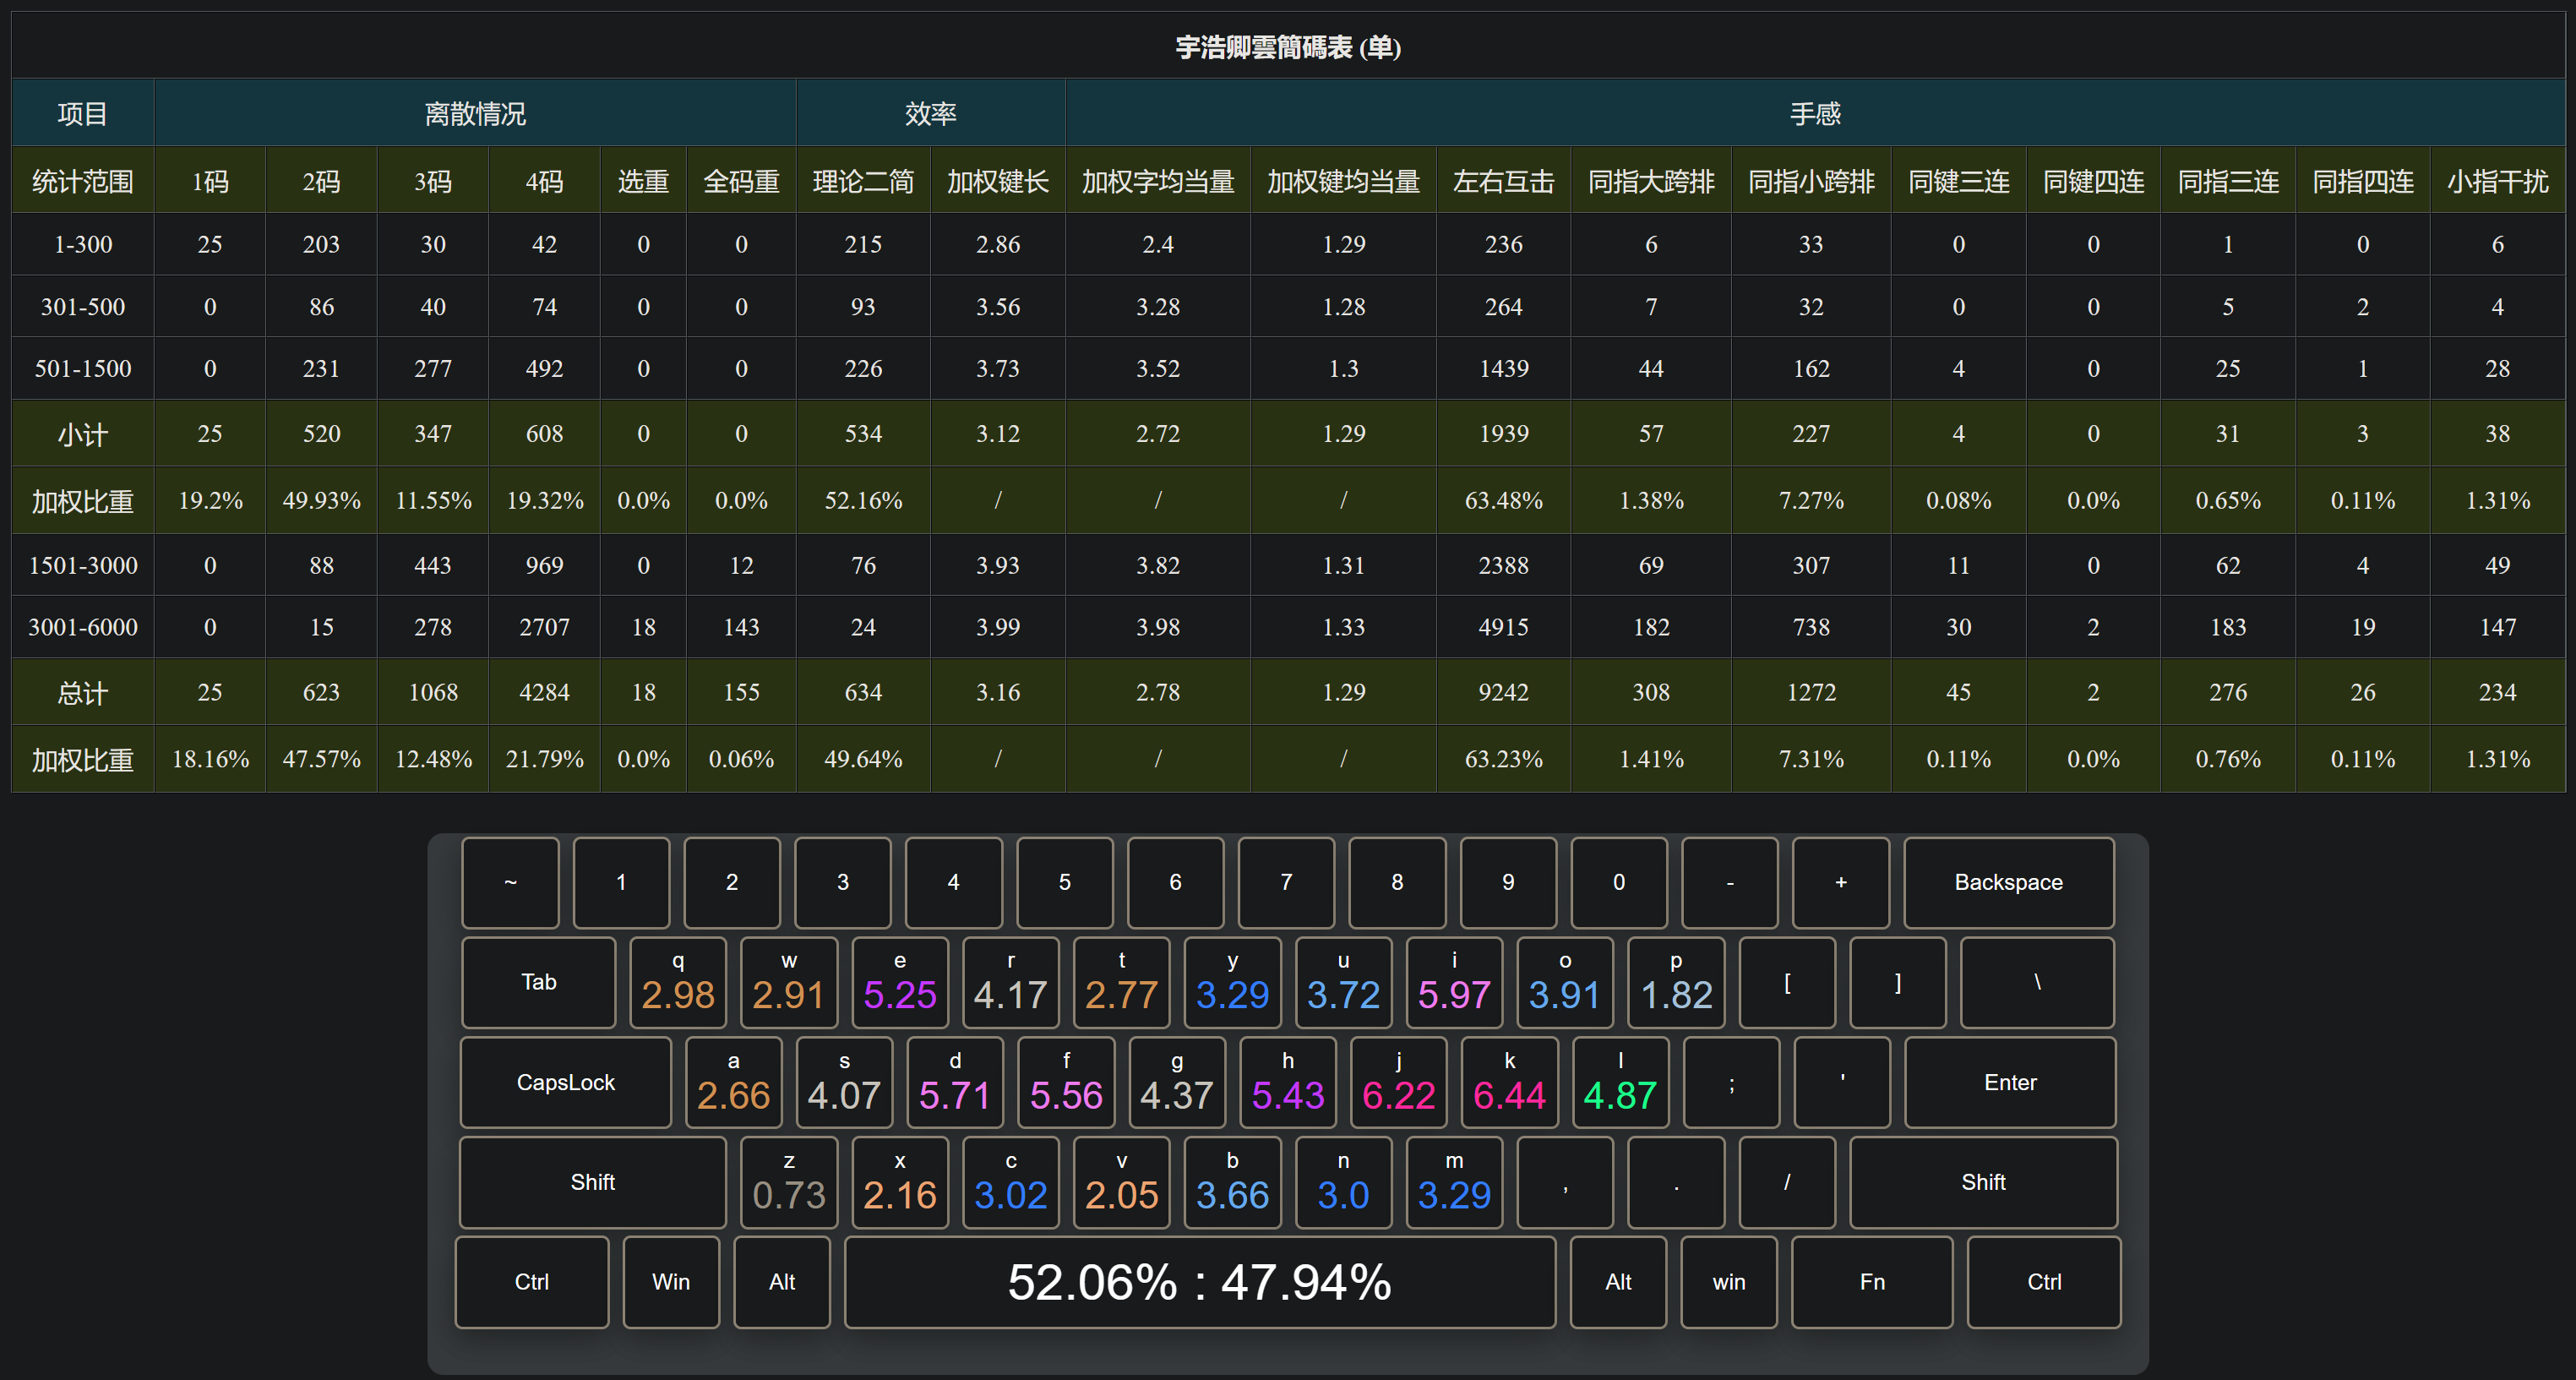 宇浩卿雲簡碼表 (单)
项目 离散情况 效率 手感
统计范围 1码 2码 3码 4码 选重 全码重 理论二简 加权键长 加权字均当量 加权键均当量 左右互击 同指大跨排 同指小跨排 同键三连 同键四连 同指三连 同指四连 小指干扰
1-300 25 203 30 42 0 0 215 2.86 2.4 1.29 236 6 33 0 0 1 0 6
301-500 0 86 40 74 0 0 93 3.56 3.28 1.28 264 7 32 0 0 5 2 4
501-1500 0 231 277 492 0 0 226 3.73 3.52 1.3 1439 44 162 4 0 25 1 28
小计 25 520 347 608 0 0 534 3.12 2.72 1.29 1939 57 227 4 0 31 3 38
加权比重 19.2% 49.93% 11.55% 19.32% 0.0% 0.0% 52.16% / / / 63.48% 1.38% 7.27% 0.08% 0.0% 0.65% 0.11% 1.31%
1501-3000 0 88 443 969 0 12 76 3.93 3.82 1.31 2388 69 307 11 0 62 4 49
3001-6000 0 15 278 2707 18 143 24 3.99 3.98 1.33 4915 182 738 30 2 183 19 147
总计 25 623 1068 4284 18 155 634 3.16 2.78 1.29 9242 308 1272 45 2 276 26 234
加权比重 18.16% 47.57% 12.48% 21.79% 0.0% 0.06% 49.64% / / / 63.23% 1.41% 7.31% 0.11% 0.0% 0.76% 0.11% 1.31%
~ 1 2 3 4 5 6 7 8 9 0 - + Backspace
q w e r t y u i o p
Tab 2.98 2.91 5.25 4.17 2.77 3.29 3.72 5.97 3.91 1.82 [ ] \
a s d f g h j k l
CapsLock 2.66 4.07 5.71 5.56 4.37 5.43 6.22 6.44 4.87 ; ' Enter
z x c v b n m
Shift 0.73 2.16 3.02 2.05 3.66 3.0 3.29 , . / Shift
Ctrl Win Alt 52.06% : 47.94% Alt win Fn Ctrl